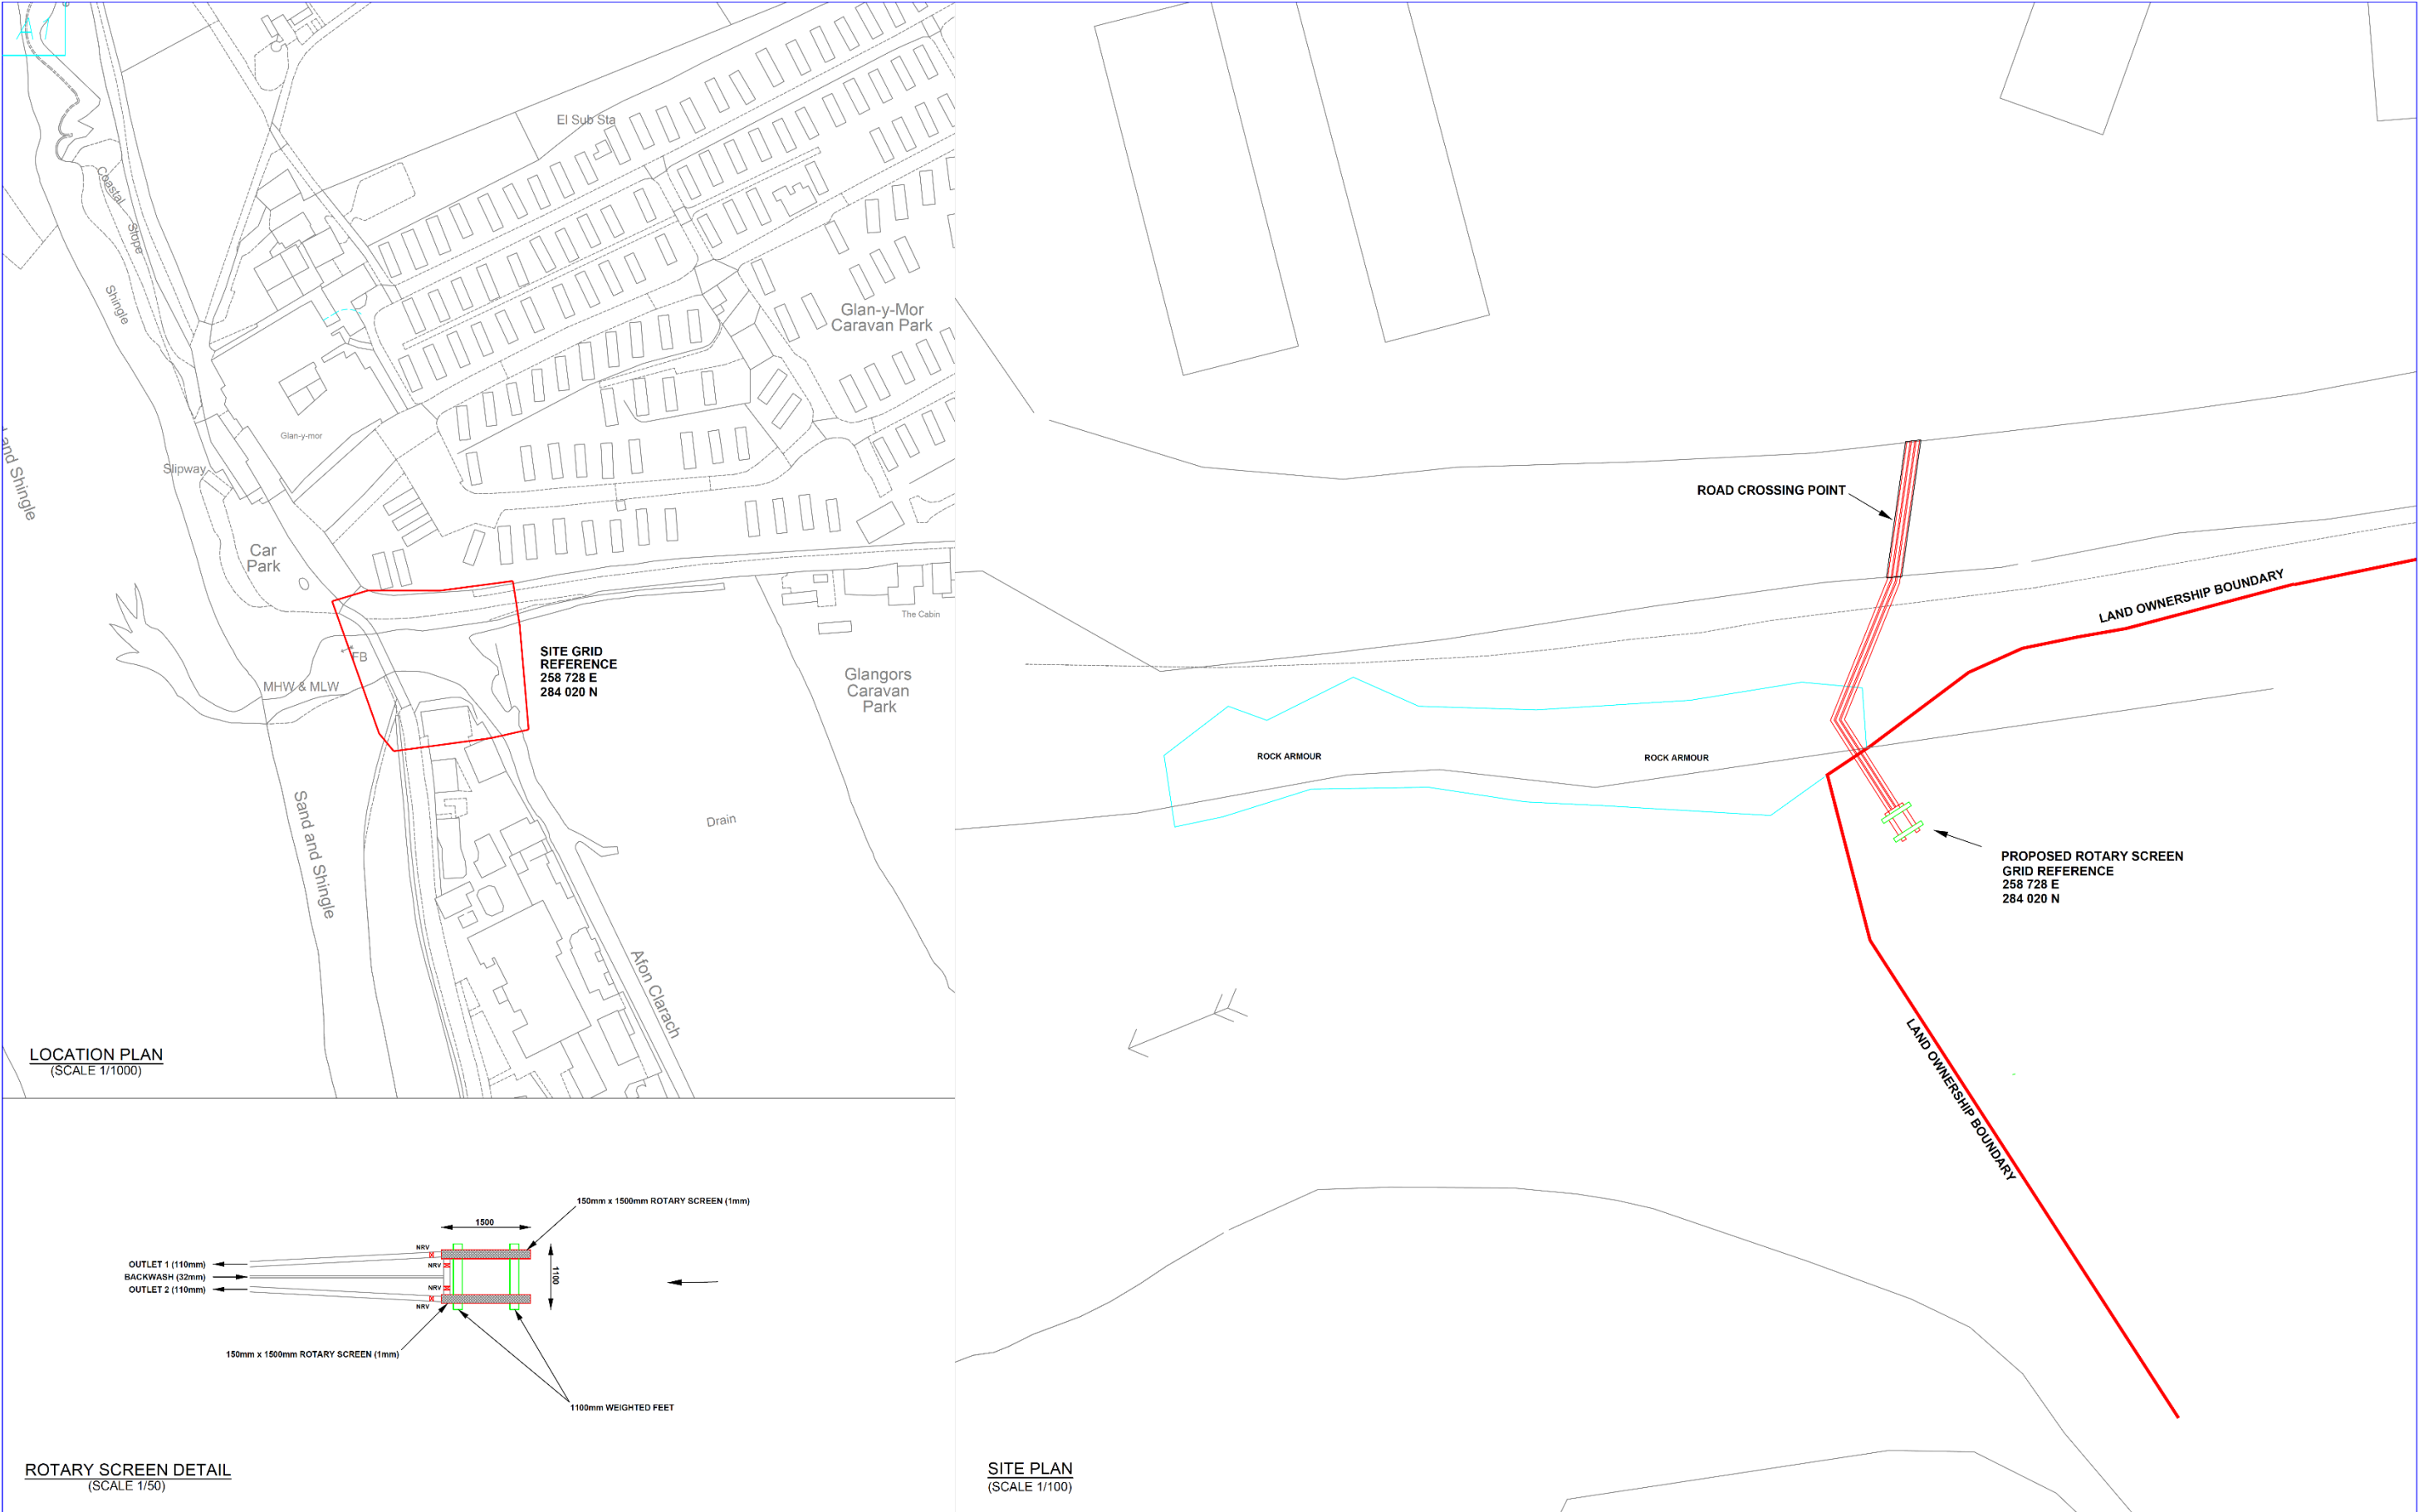 El Sub Sta
Coastal
Slope
Shingle
Glan-y-Mor
Caravan Park
Glan-y-mor
Slipway
and Shingle
Car
Park
The Cabin
FB
MHW & MLW
SITE GRID
REFERENCE
258 728 E
284 020 N
Glangors
Caravan
Park
Sand and Shingle
Drain
Afon Clarach
LOCATION PLAN
(SCALE 1/1000)
150mm x 1500mm ROTARY SCREEN (1mm)
1500
NRV
OUTLET 1 (110mm)
NRV
BACKWASH (32mm)
1100
OUTLET 2 (110mm)
NRV
NRV
150mm x 1500mm ROTARY SCREEN (1mm)
1100mm WEIGHTED FEET
ROTARY SCREEN DETAIL
(SCALE 1/50)
ROAD CROSSING POINT
LAND OWNERSHIP BOUNDARY
ROCK ARMOUR
ROCK ARMOUR
PROPOSED ROTARY SCREEN
GRID REFERENCE
258 728 E
284 020 N
LAND OWNERSHIP BOUNDARY
SITE PLAN
(SCALE 1/100)